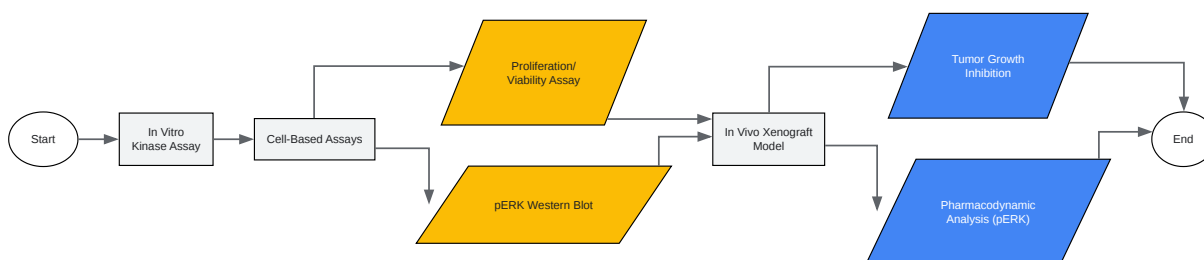 Start
In Vitro
Kinase Assay
Cell-Based Assays
Proliferation/
Viability Assay
pERK Western Blot
In Vivo Xenograft
Model
Tumor Growth
Inhibition
Pharmacodynamic
Analysis (pERK)
End